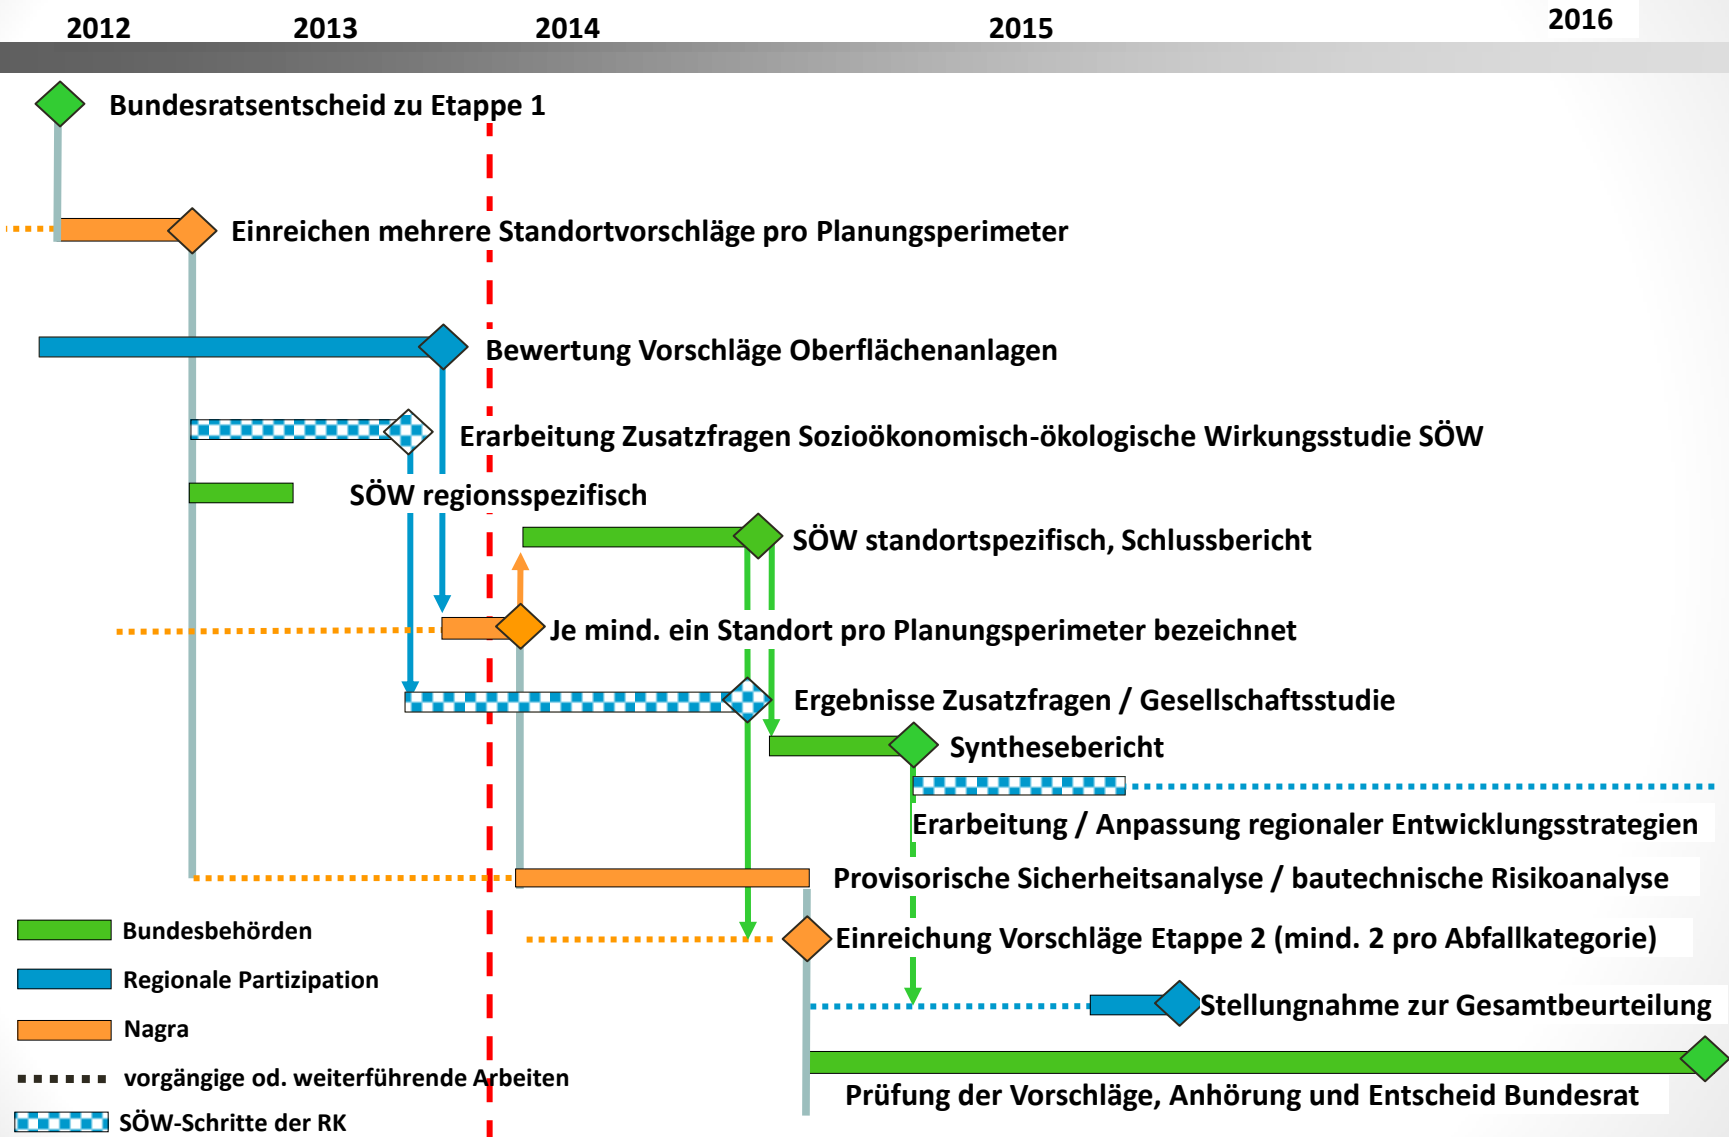 2012 2013 2014 2015 2016
Bundesratsentscheid zu Etappe 1
Einreichen mehrere Standortvorschläge pro Planungsperimeter
Bewertung Vorschläge Oberflächenanlagen
Erarbeitung Zusatzfragen Sozioökonomisch-ökologische Wirkungsstudie SÖW
SÖW regionsspezifisch
SÖW standortspezifisch, Schlussbericht
Je mind. ein Standort pro Planungsperimeter bezeichnet
Ergebnisse Zusatzfragen / Gesellschaftsstudie
Synthesebericht
Erarbeitung / Anpassung regionaler Entwicklungsstrategien
Provisorische Sicherheitsanalyse / bautechnische Risikoanalyse
Einreichung Vorschläge Etappe 2 (mind. 2 pro Abfallkategorie)
Stellungnahme zur Gesamtbeurteilung
Prüfung der Vorschläge, Anhörung und Entscheid Bundesrat
Bundesbehörden
Regionale Partizipation
Nagra
vorgängige od. weiterführende Arbeiten
SÖW-Schritte der RK